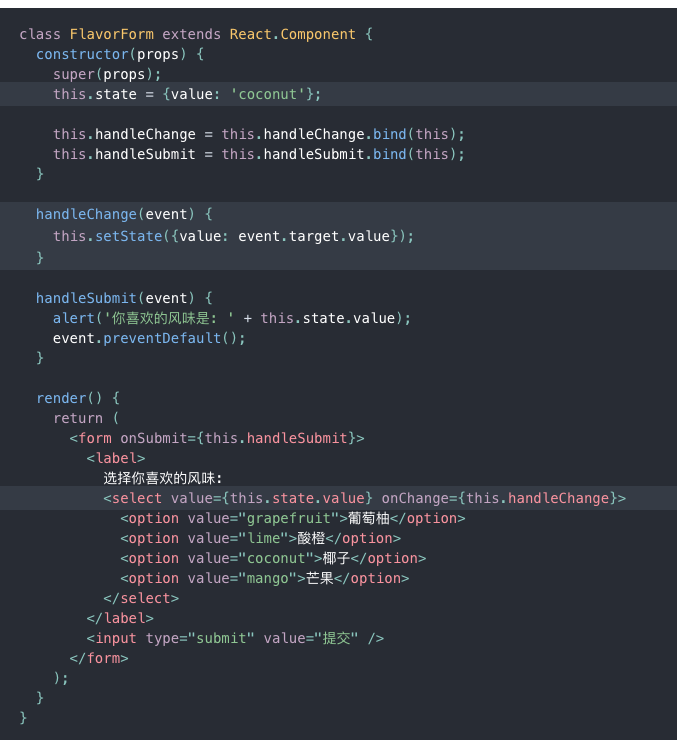 class FlavorForm extends React.Component {
  constructor(props) {
    super(props);
    this.state = {value: 'coconut'};

    this.handleChange = this.handleChange.bind(this);
    this.handleSubmit = this.handleSubmit.bind(this);
  }

  handleChange(event) {
    this.setState({value: event.target.value});
  }

  handleSubmit(event) {
    alert('你喜欢的风味是: ' + this.state.value);
    event.preventDefault();
  }

  render() {
    return (
      <form onSubmit={this.handleSubmit}>
        <label>
          选择你喜欢的风味:
          <select value={this.state.value} onChange={this.handleChange}>
            <option value="grapefruit">葡萄柚</option>
            <option value="lime">酸橙</option>
            <option value="coconut">椰子</option>
            <option value="mango">芒果</option>
          </select>
        </label>
        <input type="submit" value="提交" />
      </form>
    );
  }
}